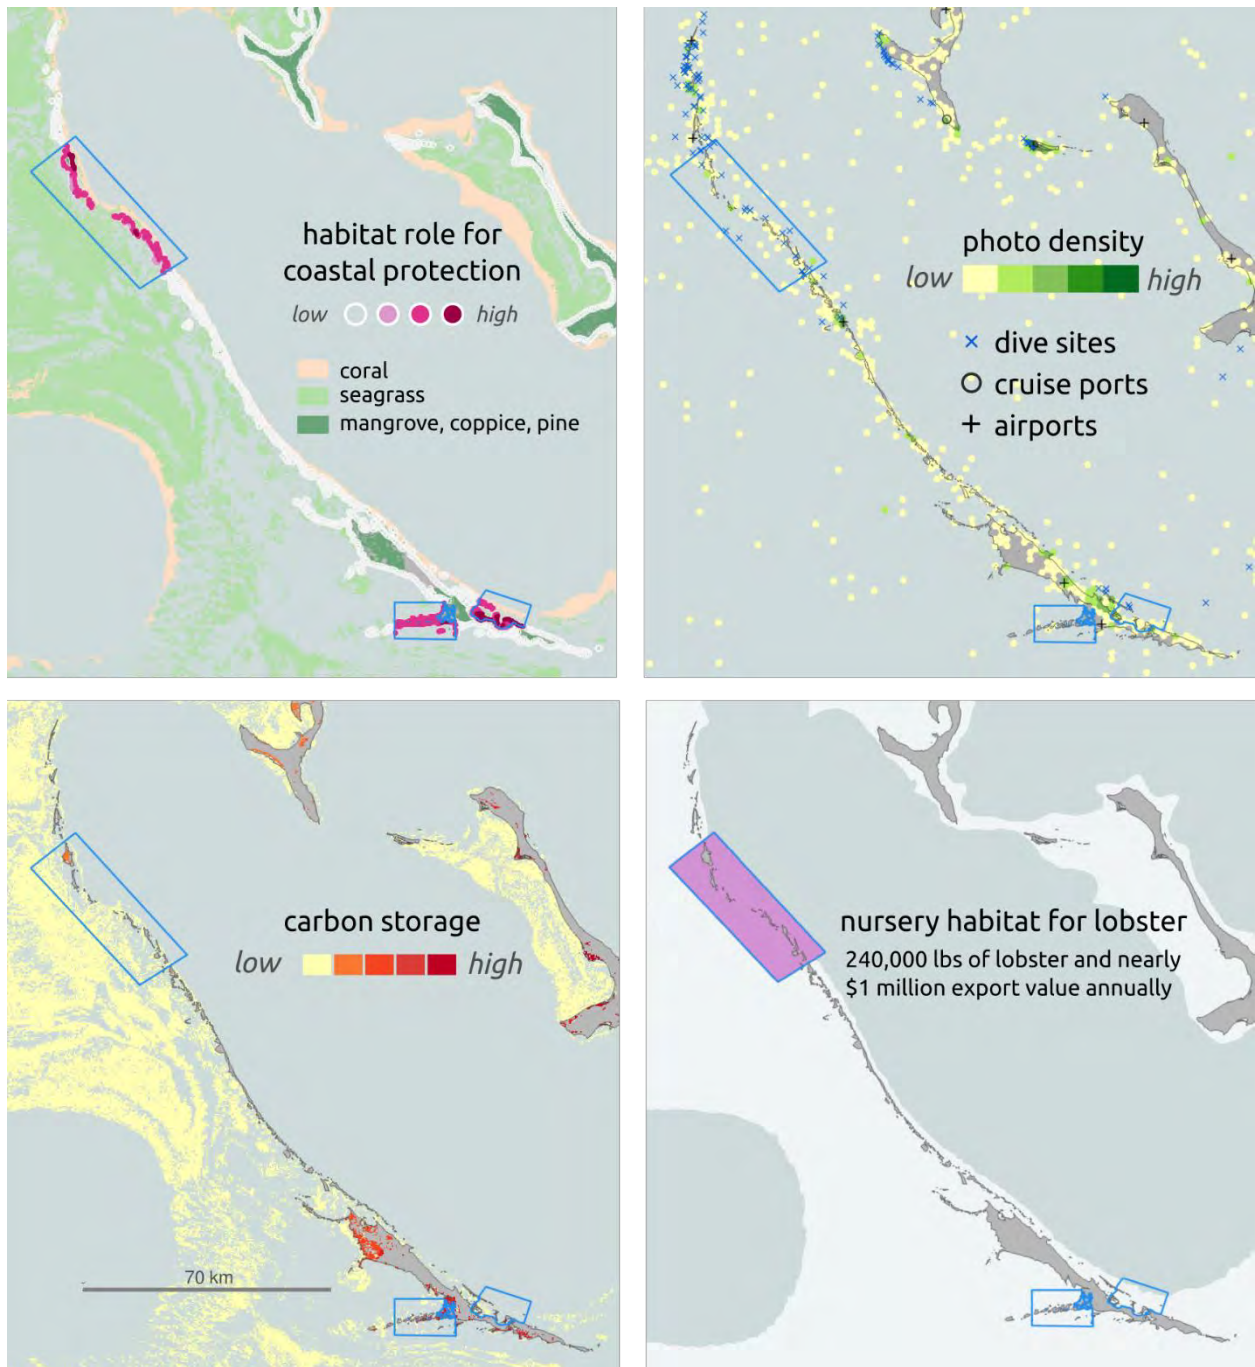 habitat role for
coastal protection
low high
coral
seagrass
mangrove, coppice, pine
photo density
low high
dive sites
cruise ports
airports
carbon storage
low high
70 km
nursery habitat for lobster
240,000 lbs of lobster and nearly
$1 million export value annually